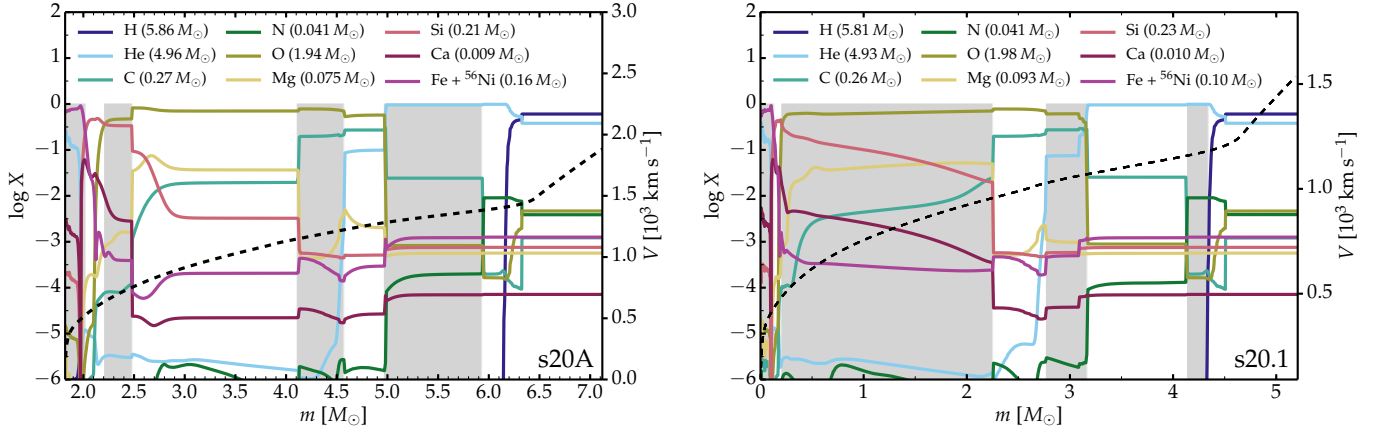 H (5.86 M⊙) N (0.041 M⊙) Si (0.21 M⊙)
He (4.96 M⊙) O (1.94 M⊙) Ca (0.009 M⊙)
C (0.27 M⊙) Mg (0.075 M⊙) Fe + ⁵⁶Ni (0.16 M⊙)
log X
0
−1
−2
−3
−4
−5
−6
2.0 2.5 3.0 3.5 4.0 4.5 5.0 5.5 6.0 6.5 7.0
m [M⊙]
3.0
2.5
2.0
1.5
1.0
0.5
0.0
V [10³ km s⁻¹]
s20A
H (5.81 M⊙) N (0.041 M⊙) Si (0.23 M⊙)
He (4.93 M⊙) O (1.98 M⊙) Ca (0.010 M⊙)
C (0.26 M⊙) Mg (0.093 M⊙) Fe + ⁵⁶Ni (0.10 M⊙)
log X
0
−1
−2
−3
−4
−5
−6
0 1 2 3 4 5
m [M⊙]
1.5
1.0
0.5
V [10³ km s⁻¹]
s20.1